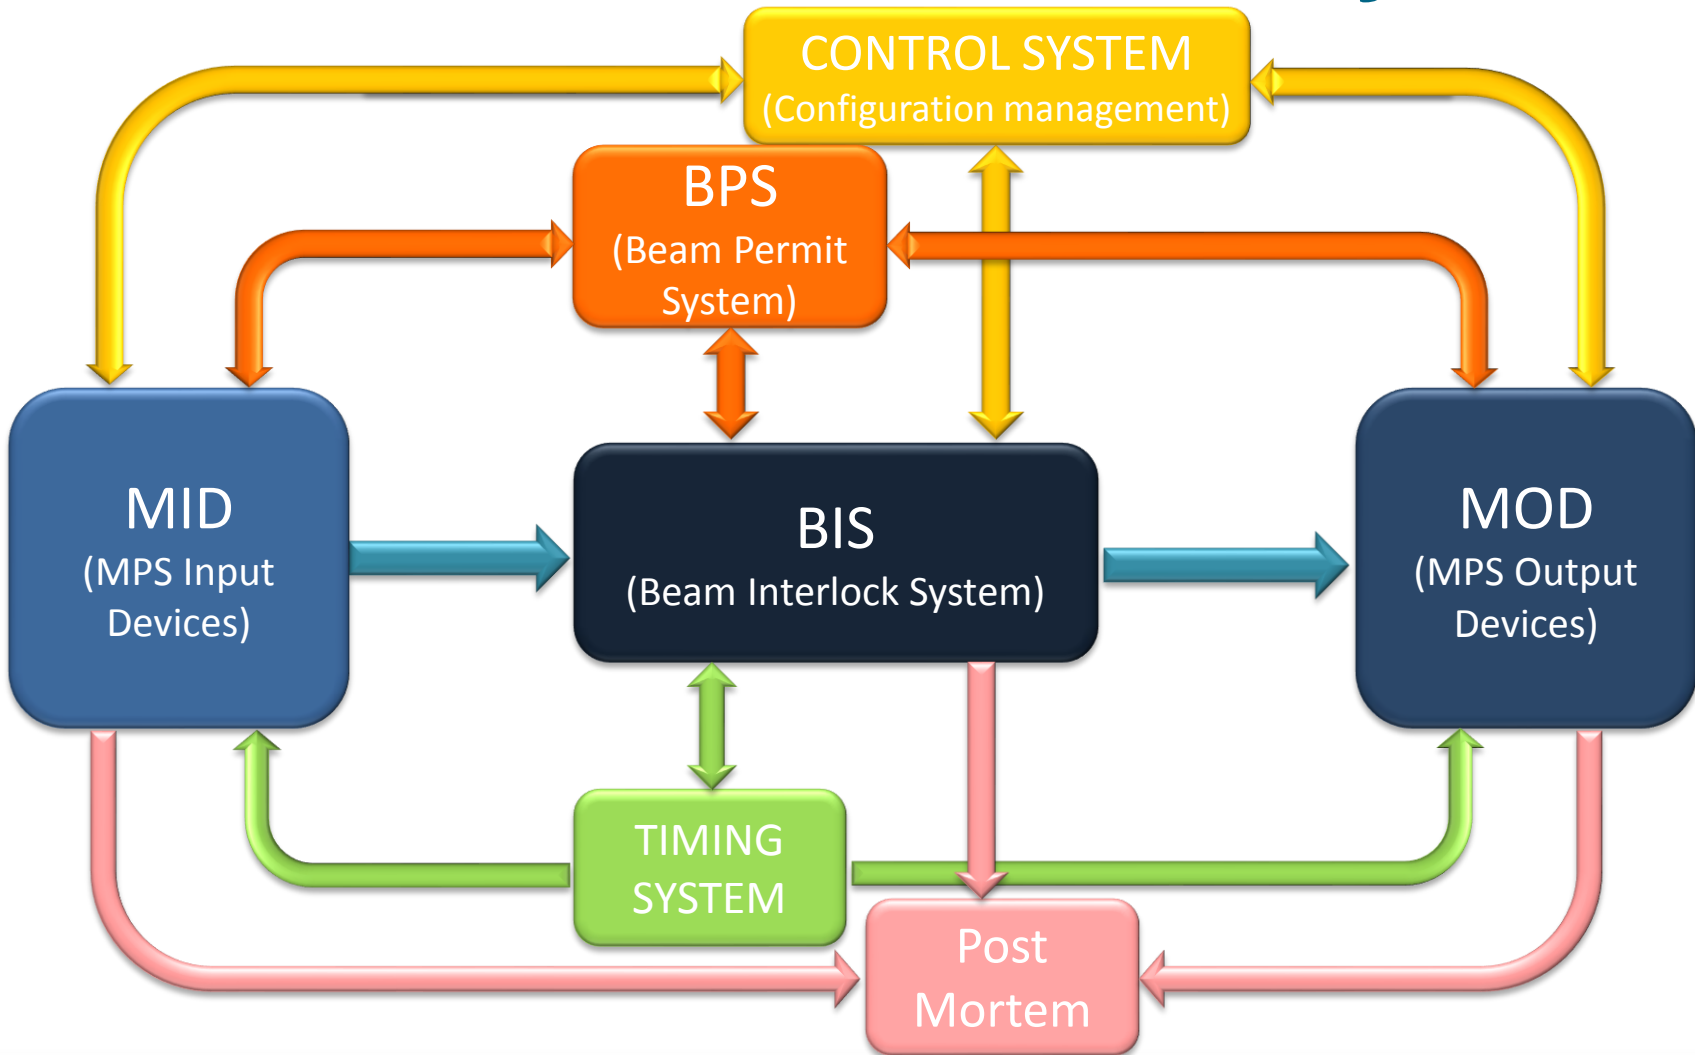 CONTROL SYSTEM
(Configuration management)
BPS
(Beam Permit
System)
MID
(MPS Input
Devices)
BIS
(Beam Interlock System)
MOD
(MPS Output
Devices)
TIMING
SYSTEM
Post
Mortem